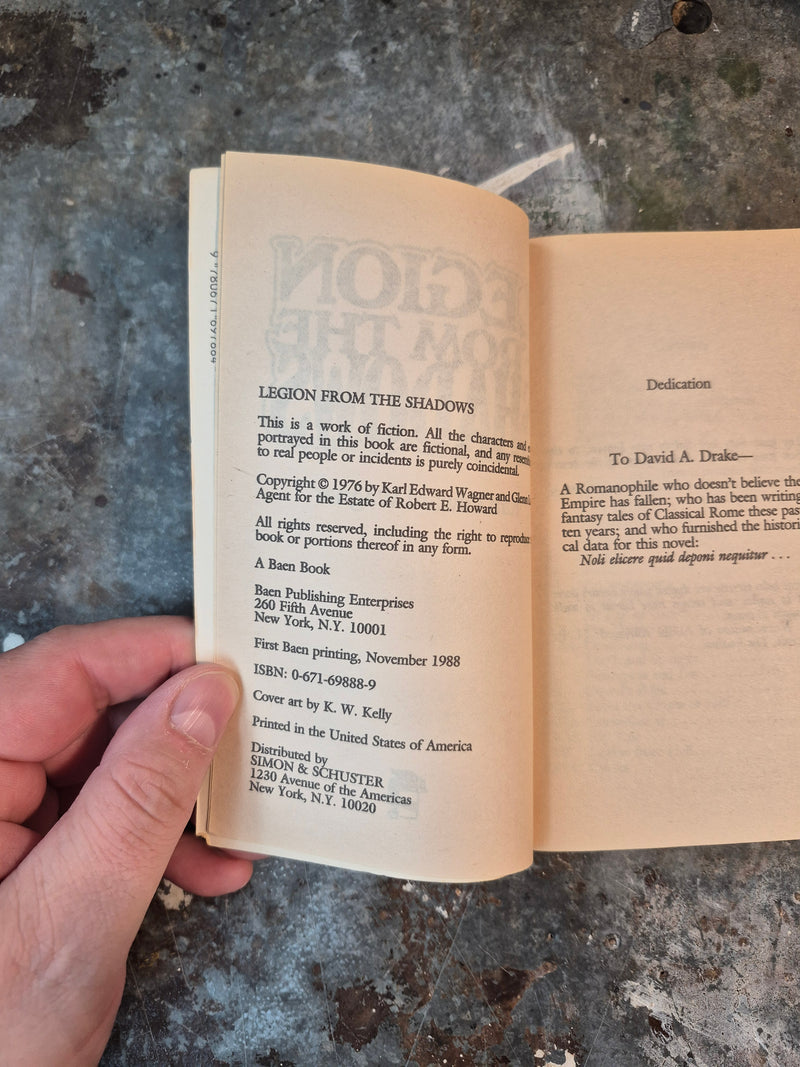 LEGION FROM THE SHADOWS
This is a work of fiction. All the characters and
portrayed in this book are fictional, and any
to real people or incidents is purely coincidental.
Copyright © 1976 by Karl Edward Wagner and Glenn
Agent for the Estate of Robert E. Howard
All rights reserved, including the right to reproduce
book or portions thereof in any form.
A Baen Book
Baen Publishing Enterprises
260 Fifth Avenue
New York, N.Y. 10001
First Baen printing, November 1988
ISBN: 0-671-69888-9
Cover art by K. W. Kelly
Printed in the United States of America
Distributed by
SIMON & SCHUSTER
1230 Avenue of the Americas
New York, N.Y. 10020
Dedication
To David A. Drake—
A Romanophile who doesn't believe the
Empire has fallen; who has been writing
fantasy tales of Classical Rome these pas
ten years; and who furnished the histori-
cal data for this novel:
Noli elicere quid deponi nequitur . . .